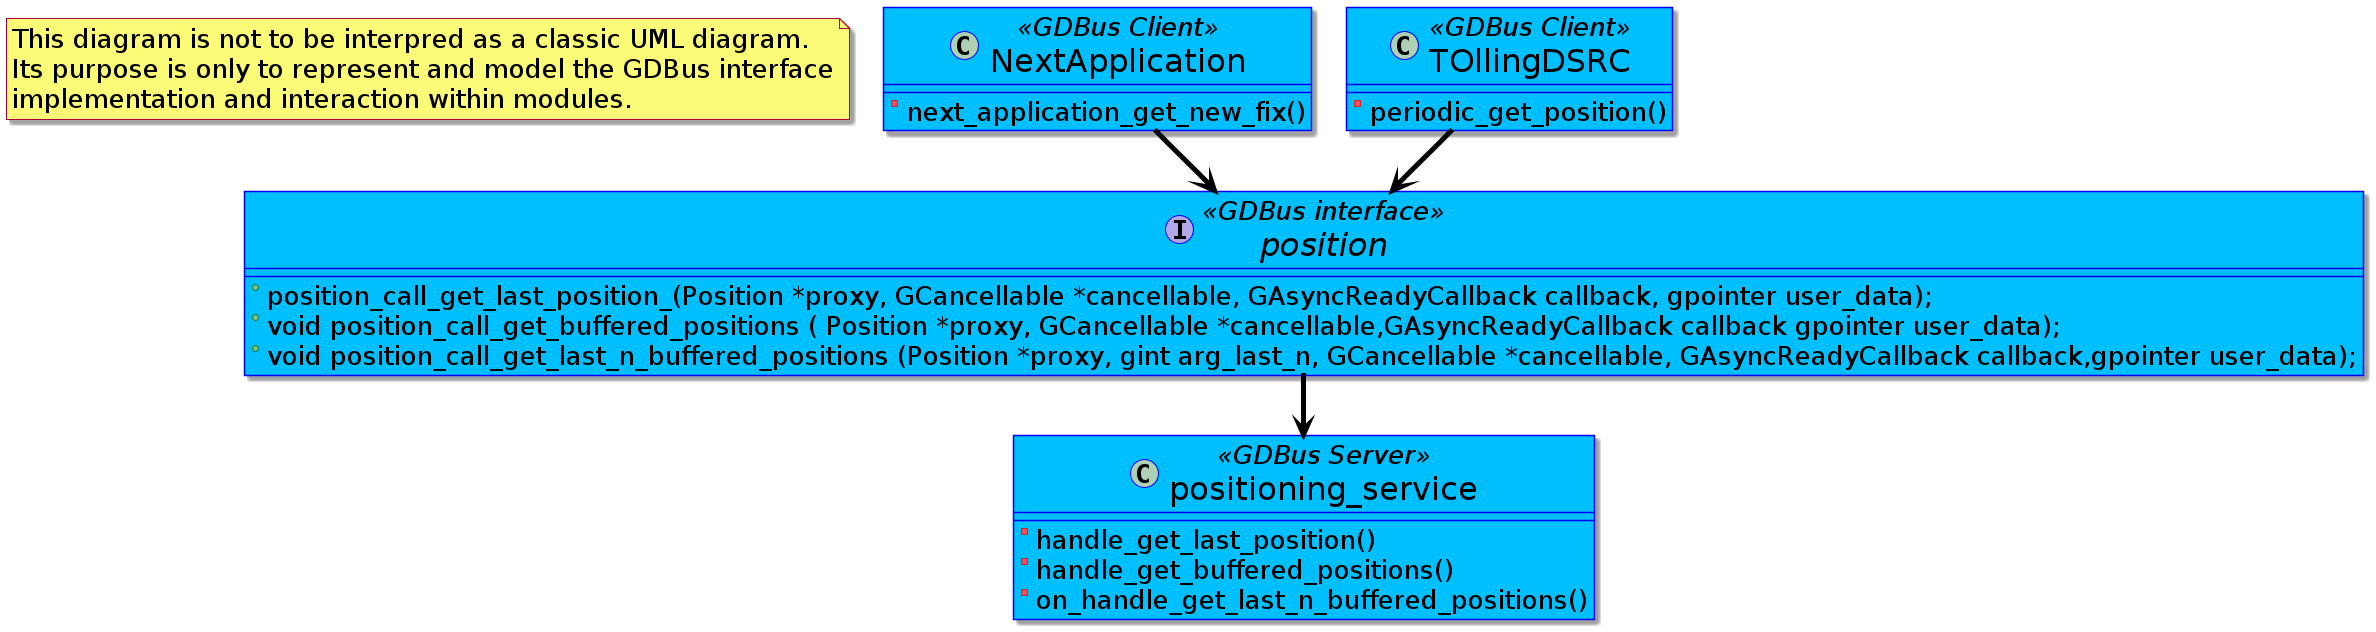 This diagram is not to be interpred as a classic UML diagram.
Its purpose is only to represent and model the GDBus interface
implementation and interaction within modules.
«GDBus Client»
C NextApplication
next_application_get_new_fix()
«GDBus Client»
C TOllingDSRC
periodic_get_position()
«GDBus interface»
I position
position_call_get_last_position_(Position *proxy, GCancellable *cancellable, GAsyncReadyCallback callback, gpointer user_data);
void position_call_get_buffered_positions ( Position *proxy, GCancellable *cancellable,GAsyncReadyCallback callback gpointer user_data);
void position_call_get_last_n_buffered_positions (Position *proxy, gint arg_last_n, GCancellable *cancellable, GAsyncReadyCallback callback,gpointer user_data);
«GDBus Server»
C positioning_service
handle_get_last_position()
handle_get_buffered_positions()
on_handle_get_last_n_buffered_positions()